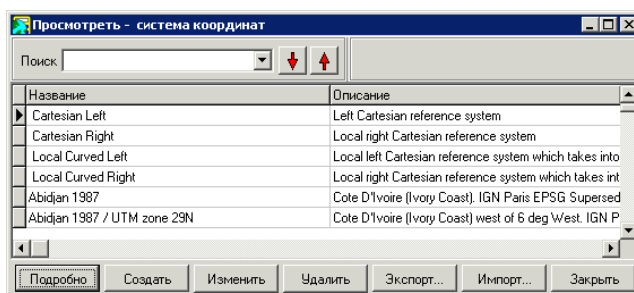 Просмотреть - система координат
Поиск
Название Описание
Cartesian Left Left Cartesian reference system
Cartesian Right Local right Cartesian reference system
Local Curved Left Local left Cartesian reference system which takes into
Local Curved Right Local right Cartesian reference system which takes int
Abidjan 1987 Cote D'Ivoire (Ivory Coast). IGN Paris EPSG Supersed
Abidjan 1987 / UTM zone 29N Cote D'Ivoire (Ivory Coast) west of 6 deg West. IGN P
Подробно Создать Изменить Удалить Экспорт... Импорт... Закрыть